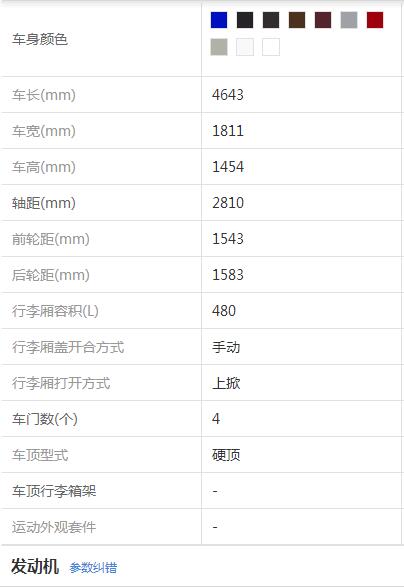 车身颜色
车长(mm) 4643
车宽(mm) 1811
车高(mm) 1454
轴距(mm) 2810
前轮距(mm) 1543
后轮距(mm) 1583
行李厢容积(L) 480
行李厢盖开合方式 手动
行李厢打开方式 上掀
车门数(个) 4
车顶型式 硬顶
车顶行李箱架 -
运动外观套件 -
发动机 参数纠错